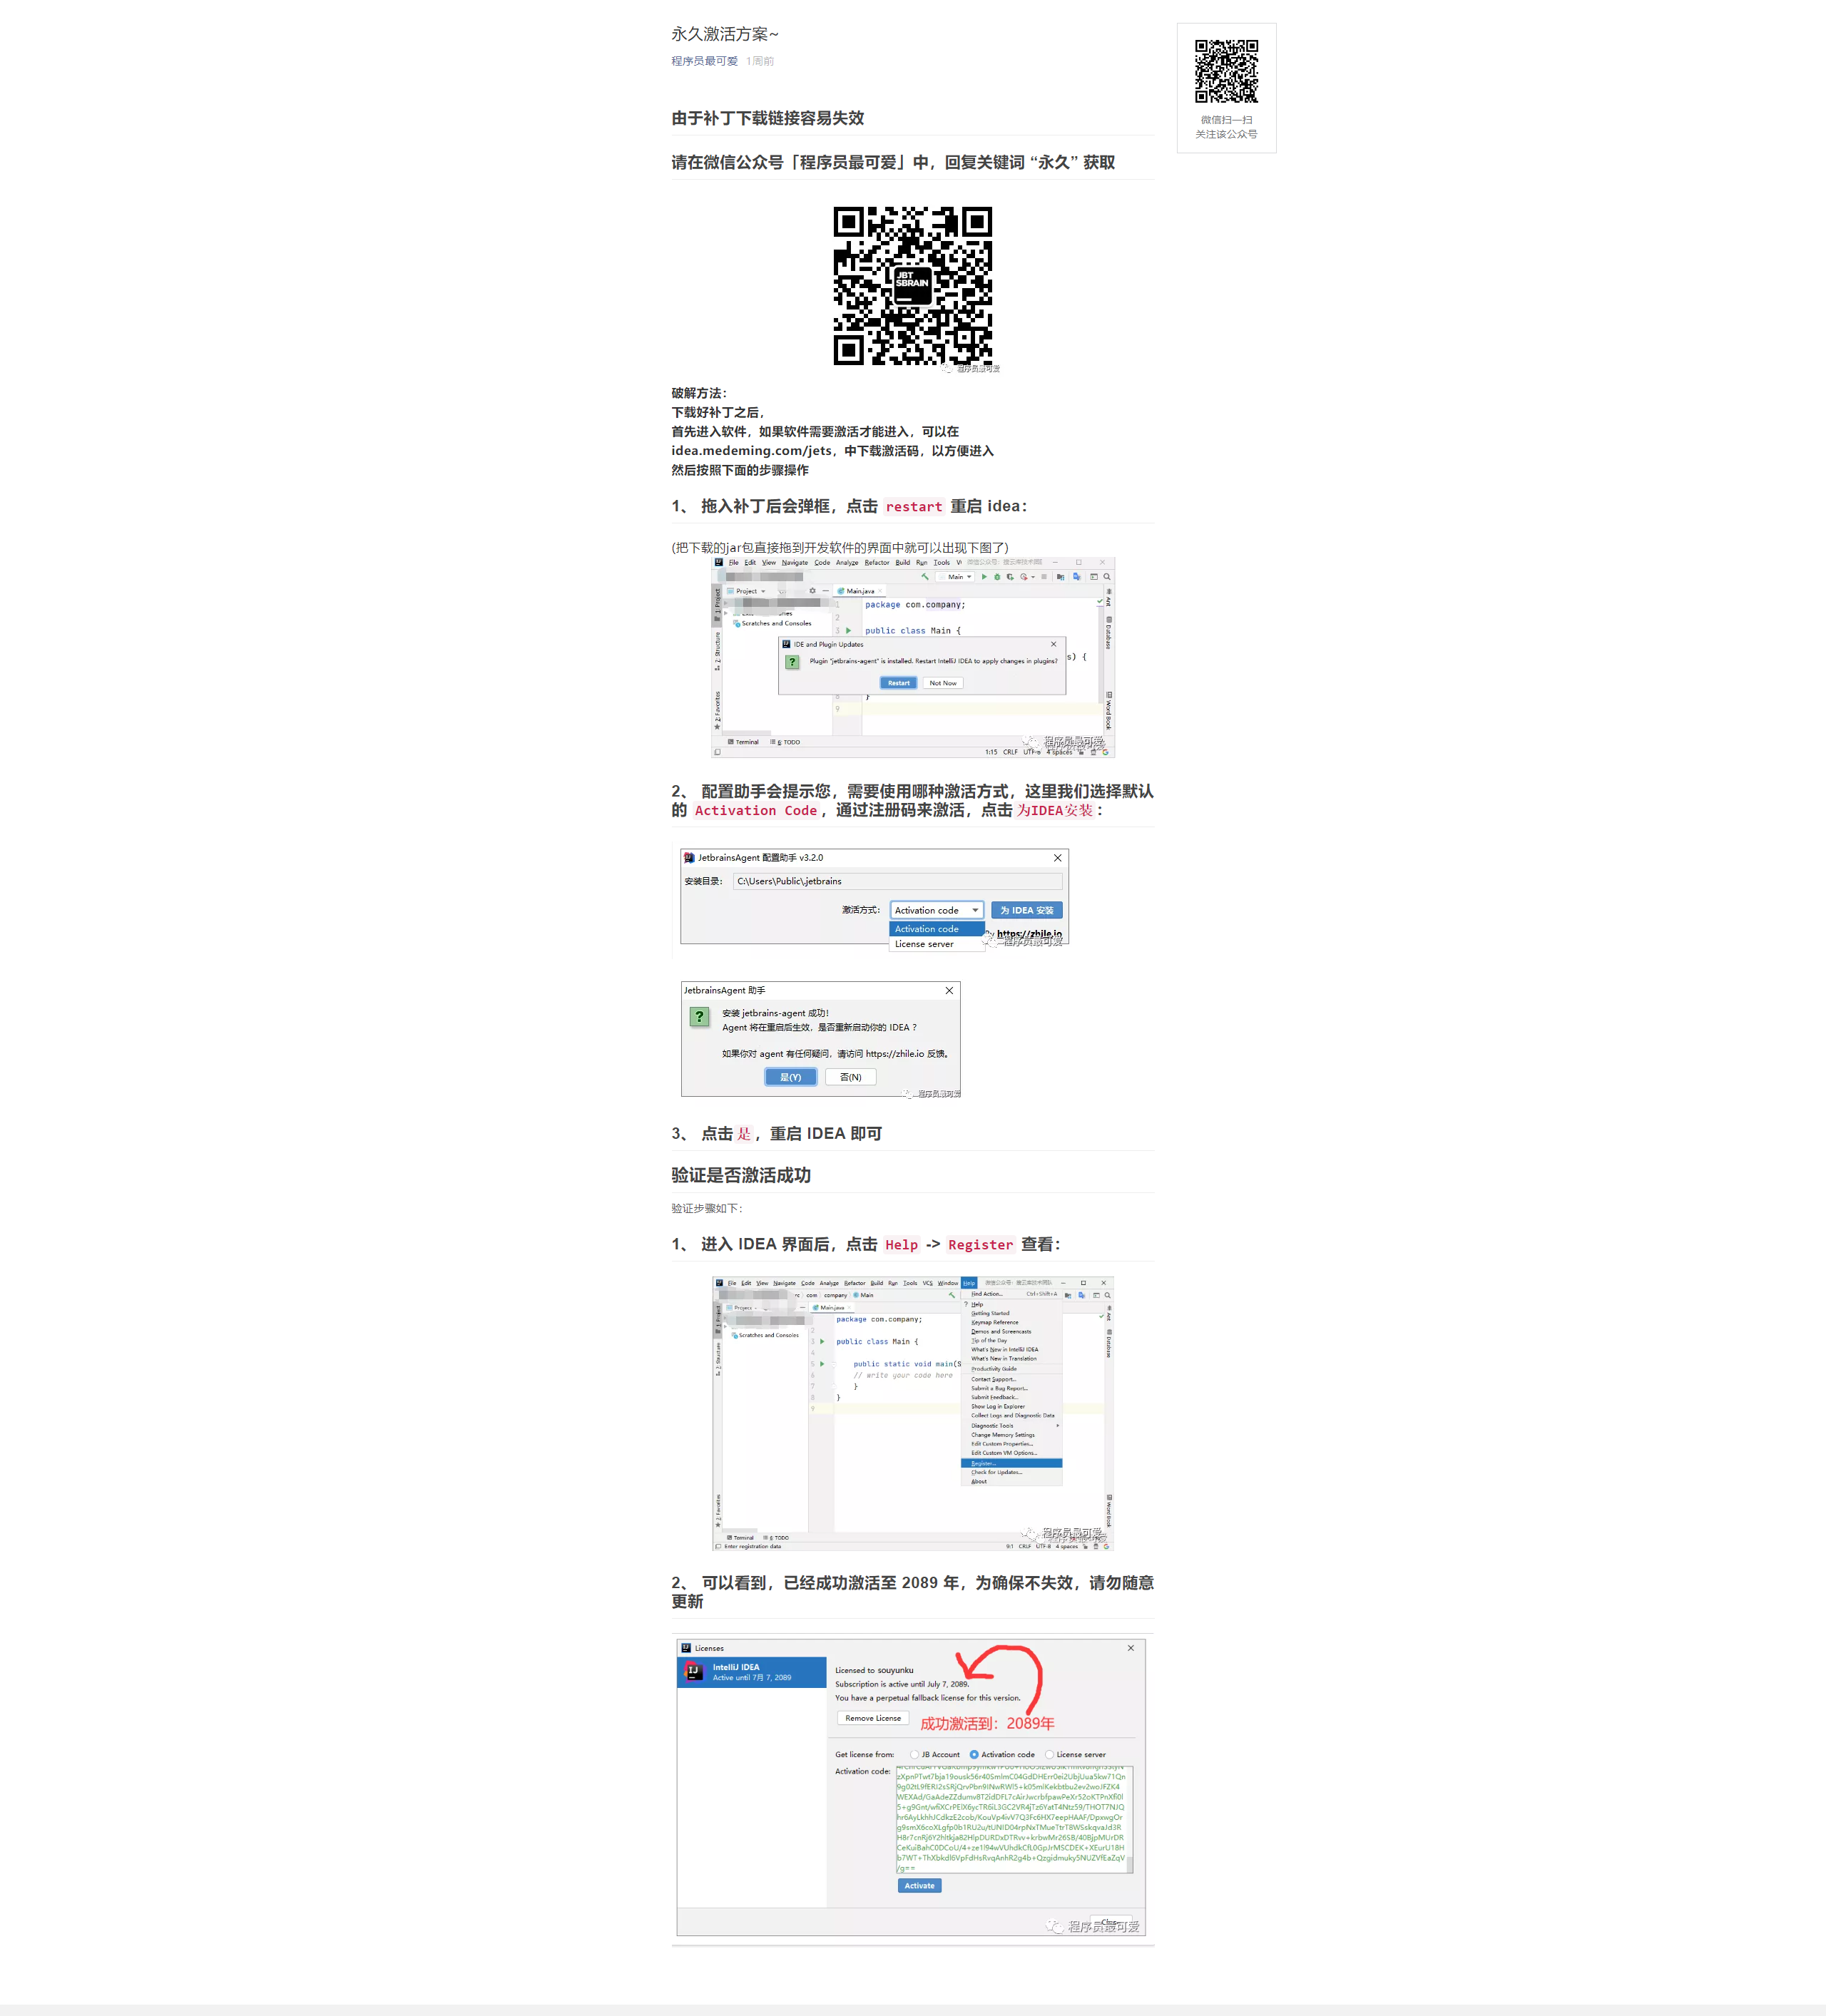 永久激活方案~
程序员最可爱 1周前
微信扫一扫
关注该公众号
由于补丁下载链接容易失效
请在微信公众号「程序员最可爱」中，回复关键词 “永久” 获取
JBT
SBRAIN
程序员最可爱
破解方法：
下载好补丁之后，
首先进入软件，如果软件需要激活才能进入，可以在
idea.medeming.com/jets，中下载激活码，以方便进入
然后按照下面的步骤操作
1、 拖入补丁后会弹框，点击 restart 重启 idea：
(把下载的jar包直接拖到开发软件的界面中就可以出现下图了)
File Edit View Navigate Code Analyze Refactor Build Run Tools
Main
Project
Main.java
1: Project
Scratches and Consoles
Z: Structure
2: Favorites
Ant
Database
Word Book
package com.company;
public class Main {
s) {
}
IDE and Plugin Updates
Plugin "jetbrains-agent" is installed. Restart IntelliJ IDEA to apply changes in plugins?
Restart Not Now
Terminal 6: TODO
程序员最可爱
1:15 CRLF UTF-8 4 spaces
2、 配置助手会提示您，需要使用哪种激活方式，这里我们选择默认
的 Activation Code，通过注册码来激活，点击为IDEA安装：
JetbrainsAgent 配置助手 v3.2.0
安装目录： C:\Users\Public\.jetbrains
激活方式： Activation code 为 IDEA 安装
Activation code
License server
https://zhile.io
程序员最可爱
JetbrainsAgent 助手
安装 jetbrains-agent 成功！
Agent 将在重启后生效，是否重新启动你的 IDEA ？
如果你对 agent 有任何疑问，请访问 https://zhile.io 反馈。
是(Y) 否(N)
程序员最可爱
3、 点击是，重启 IDEA 即可
验证是否激活成功
验证步骤如下：
1、 进入 IDEA 界面后，点击 Help -> Register 查看：
File Edit View Navigate Code Analyze Refactor Build Run Tools VCS Window Help
com company Main
Project
Main.java
Scratches and Consoles
package com.company;
public class Main {
public static void main(S
// write your code here
}
}
Find Action... Ctrl+Shift+A
Help
Getting Started
Keymap Reference
Demos and Screencasts
Tip of the Day
What's New in IntelliJ IDEA
What's New in Translation
Productivity Guide
Contact Support...
Submit a Bug Report...
Submit Feedback...
Show Log in Explorer
Collect Logs and Diagnostic Data
Diagnostic Tools
Change Memory Settings
Edit Custom Properties...
Edit Custom VM Options...
Register...
Check for Updates...
About
Terminal 6: TODO
程序员最可爱
Enter registration data 9:1 CRLF UTF-8 4 spaces
2、 可以看到，已经成功激活至 2089 年，为确保不失效，请勿随意
更新
Licenses
IntelliJ IDEA
Active until 7月 7, 2089
Licensed to souyunku
Subscription is active until July 7, 2089.
You have a perpetual fallback license for this version.
Remove License
成功激活到：2089年
Get license from: JB Account Activation code License server
Activation code:
Activate
程序员最可爱